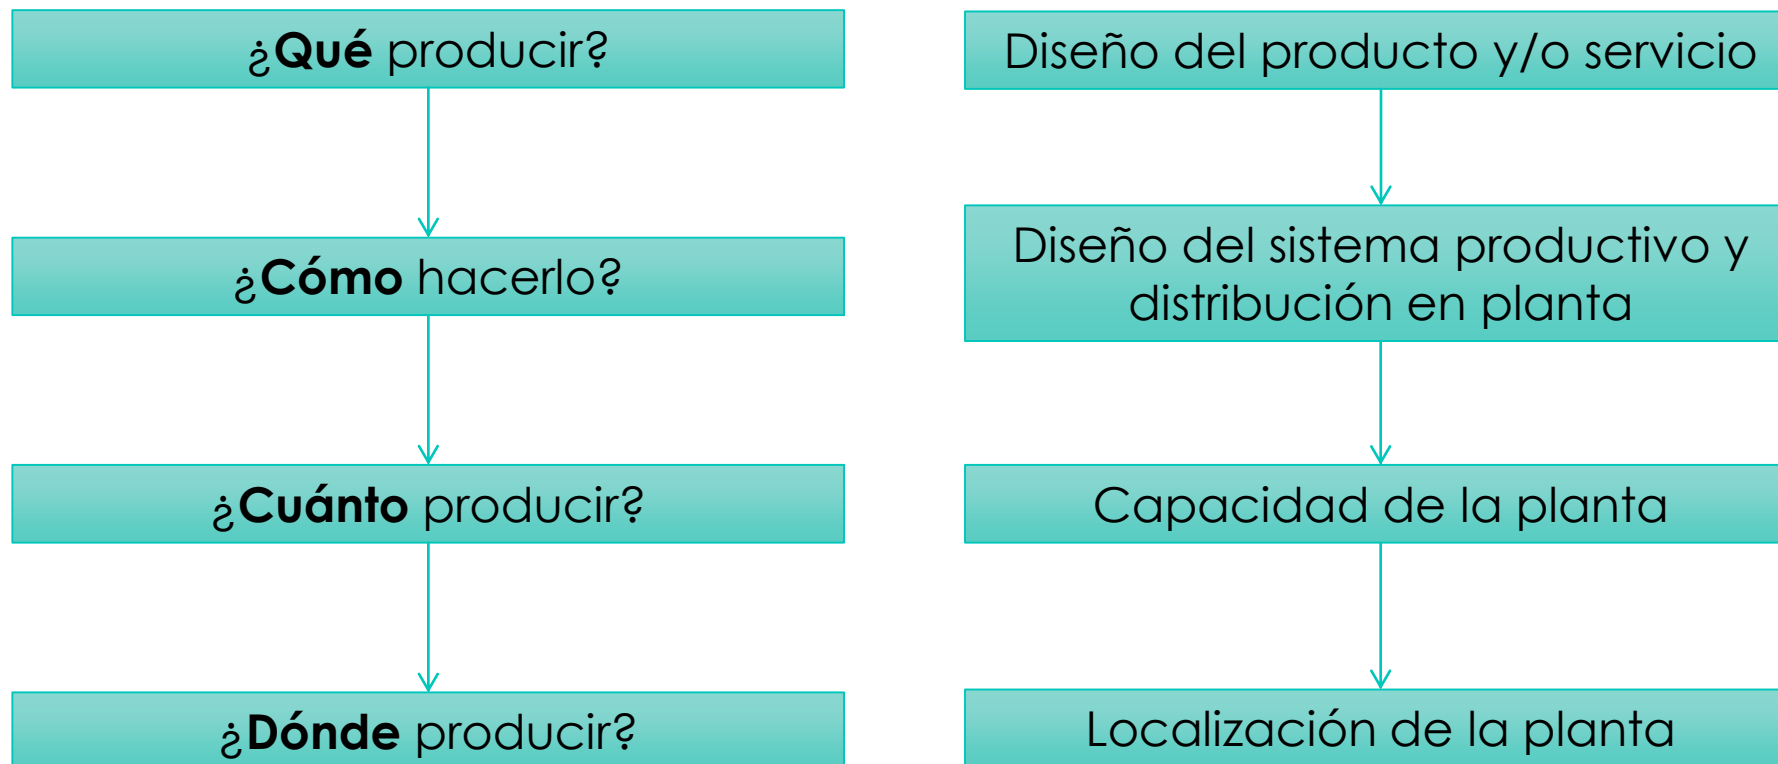 ¿Qué producir?
Diseño del producto y/o servicio
¿Cómo hacerlo?
Diseño del sistema productivo y
distribución en planta
¿Cuánto producir?
Capacidad de la planta
¿Dónde producir?
Localización de la planta